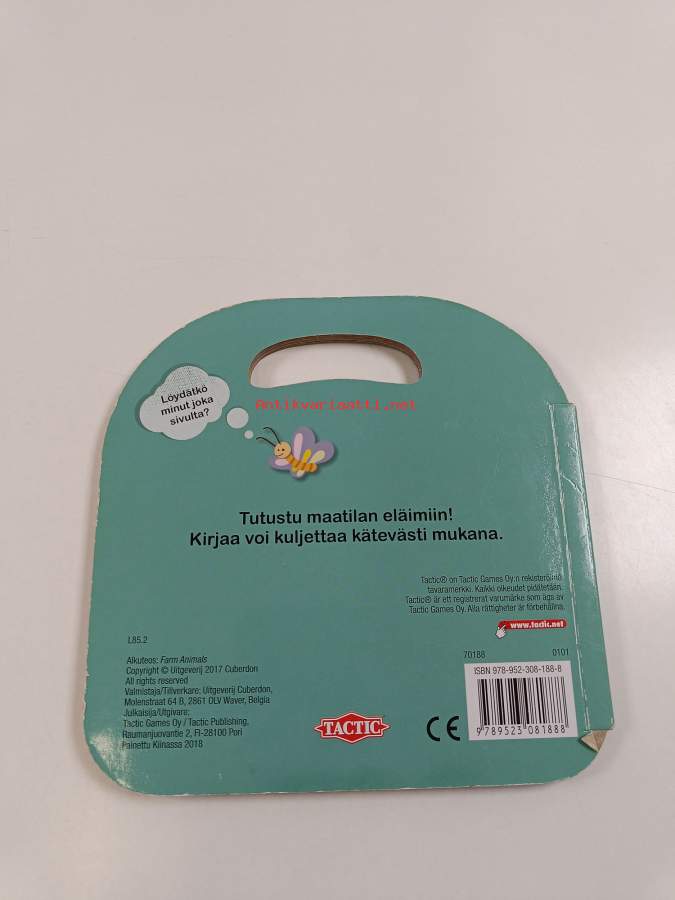 Löydätkö
minut joka
sivulta?
Antikvariaatti.net
Tutustu maatilan eläimiin!
Kirjaa voi kuljettaa kätevästi mukana.
Tactic® on Tactic Games Oy:n rekisteröimä
tavaramerkki. Kaikki oikeudet pidätetään.
Tactic® är ett registrerat varumärke som ägs av
Tactic Games Oy. Alla rättigheter är förbehållna.
www.tactic.net
L85.2
70188 0101
ISBN 978-952-308-188-8
Alkuteos: Farm Animals
Copyright © Uitgeverij 2017 Cuberdon
All rights reserved
Valmistaja/Tillverkare: Uitgeverij Cuberdon,
Molenstraat 64 B, 2861 OLV Waver, Belgia
Julkaisija/Utgivare:
Tactic Games Oy / Tactic Publishing,
Raumanjuovantie 2, FI-28100 Pori
Painettu Kiinassa 2018
TACTIC
CE
9 789523 081888